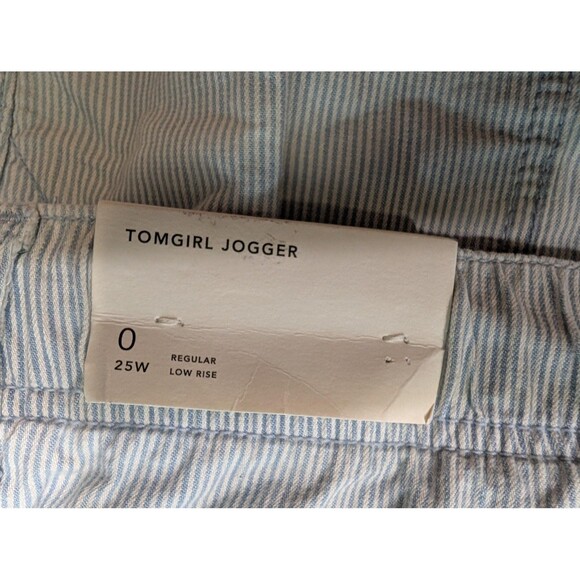 TOMGIRL JOGGER
0
25W
REGULAR
LOW RISE